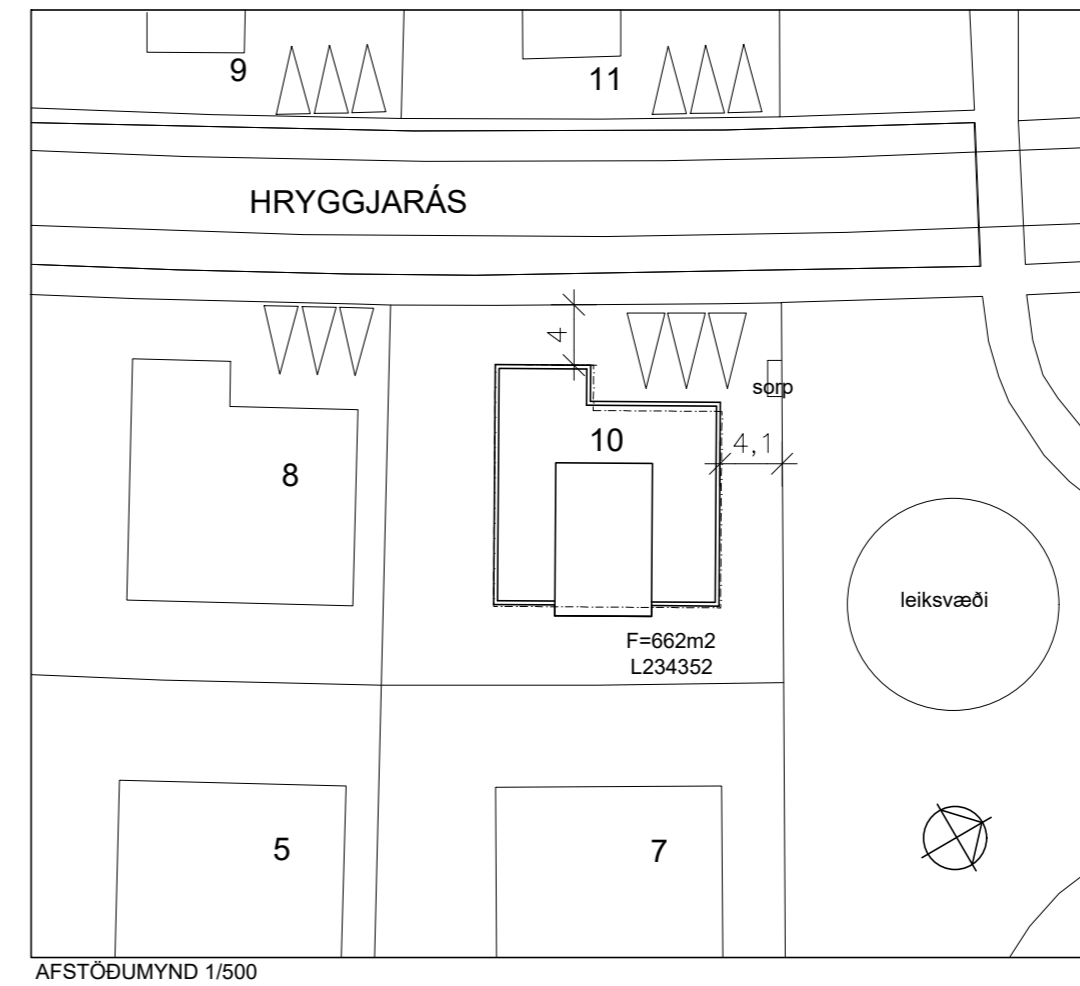 9
11
HRYGGJARÁS
4
sorp
10
4,1
8
leiksvæði
F=662m2
L234352
5
7
AFSTÖÐUMYND 1/500